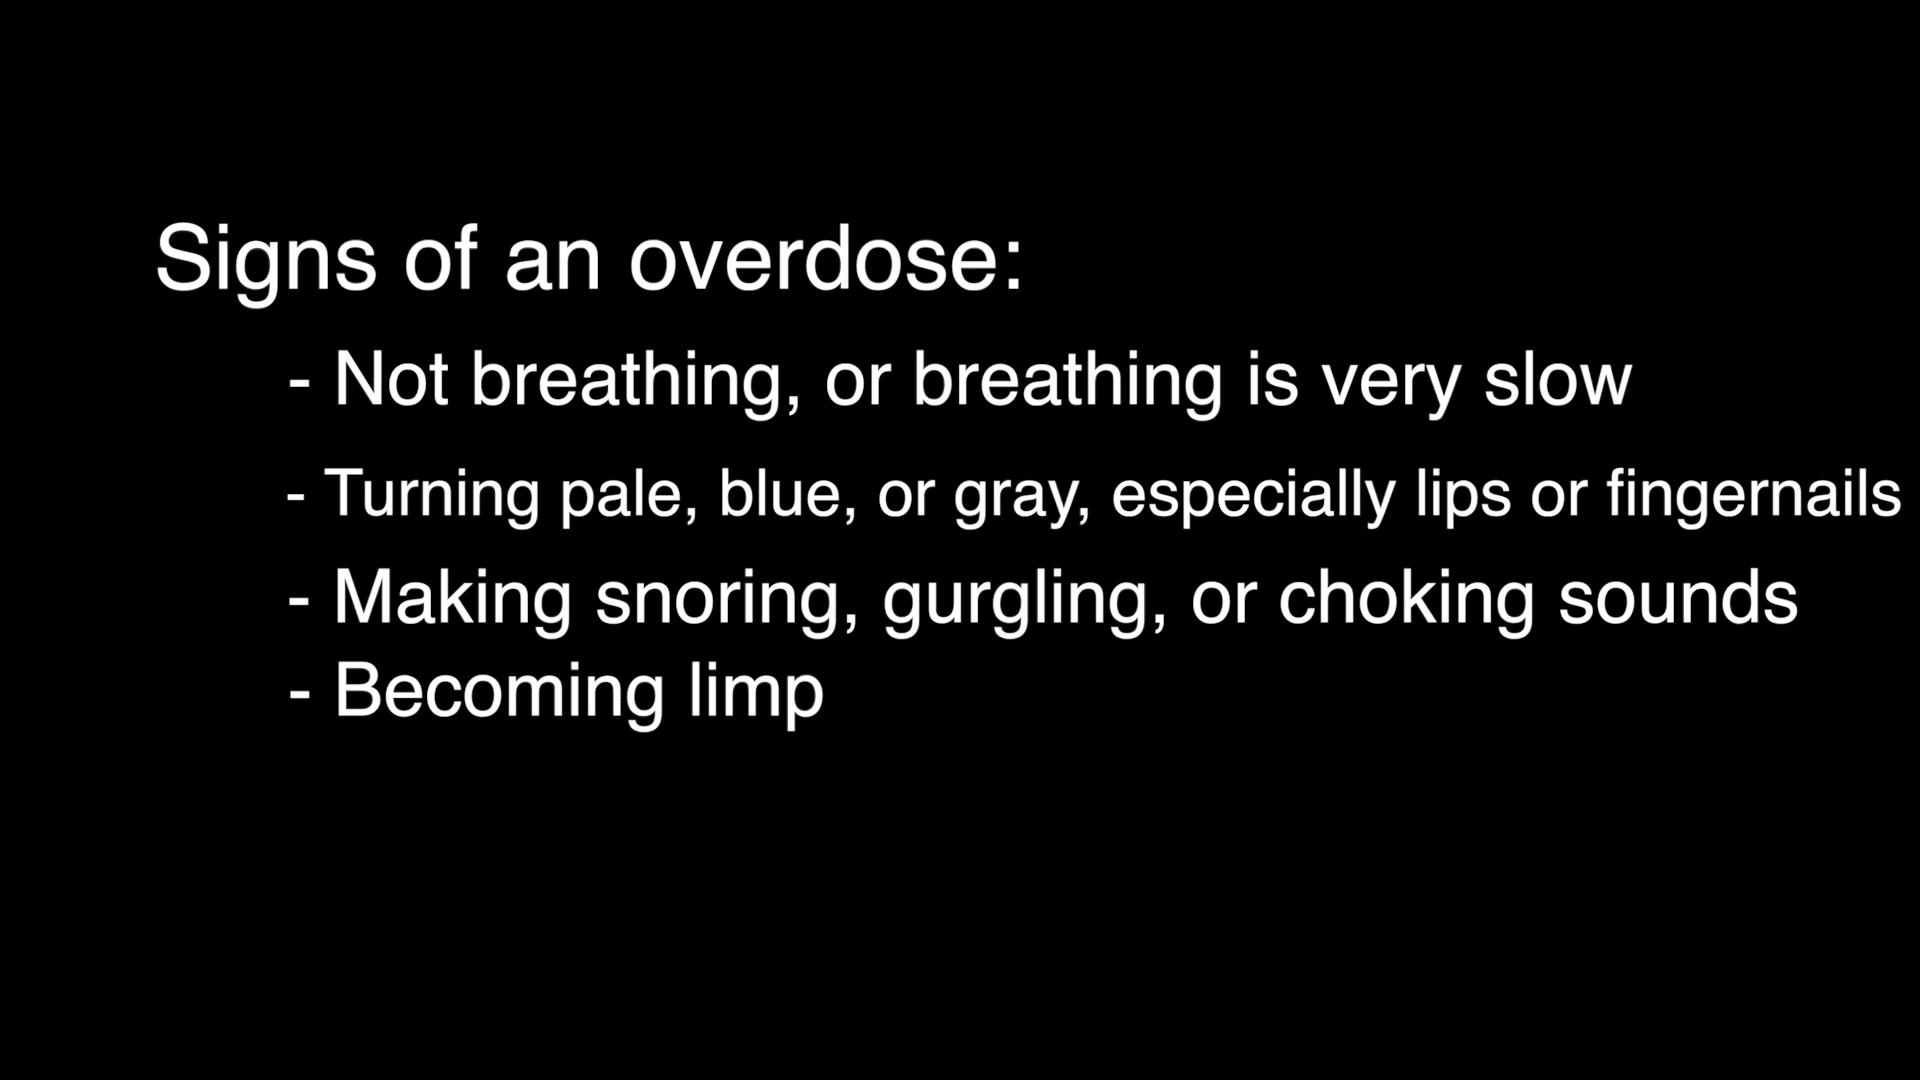 Signs of an overdose:
- Not breathing, or breathing is very slow
- Turning pale, blue, or gray, especially lips or fingernails
- Making snoring, gurgling, or choking sounds
- Becoming limp